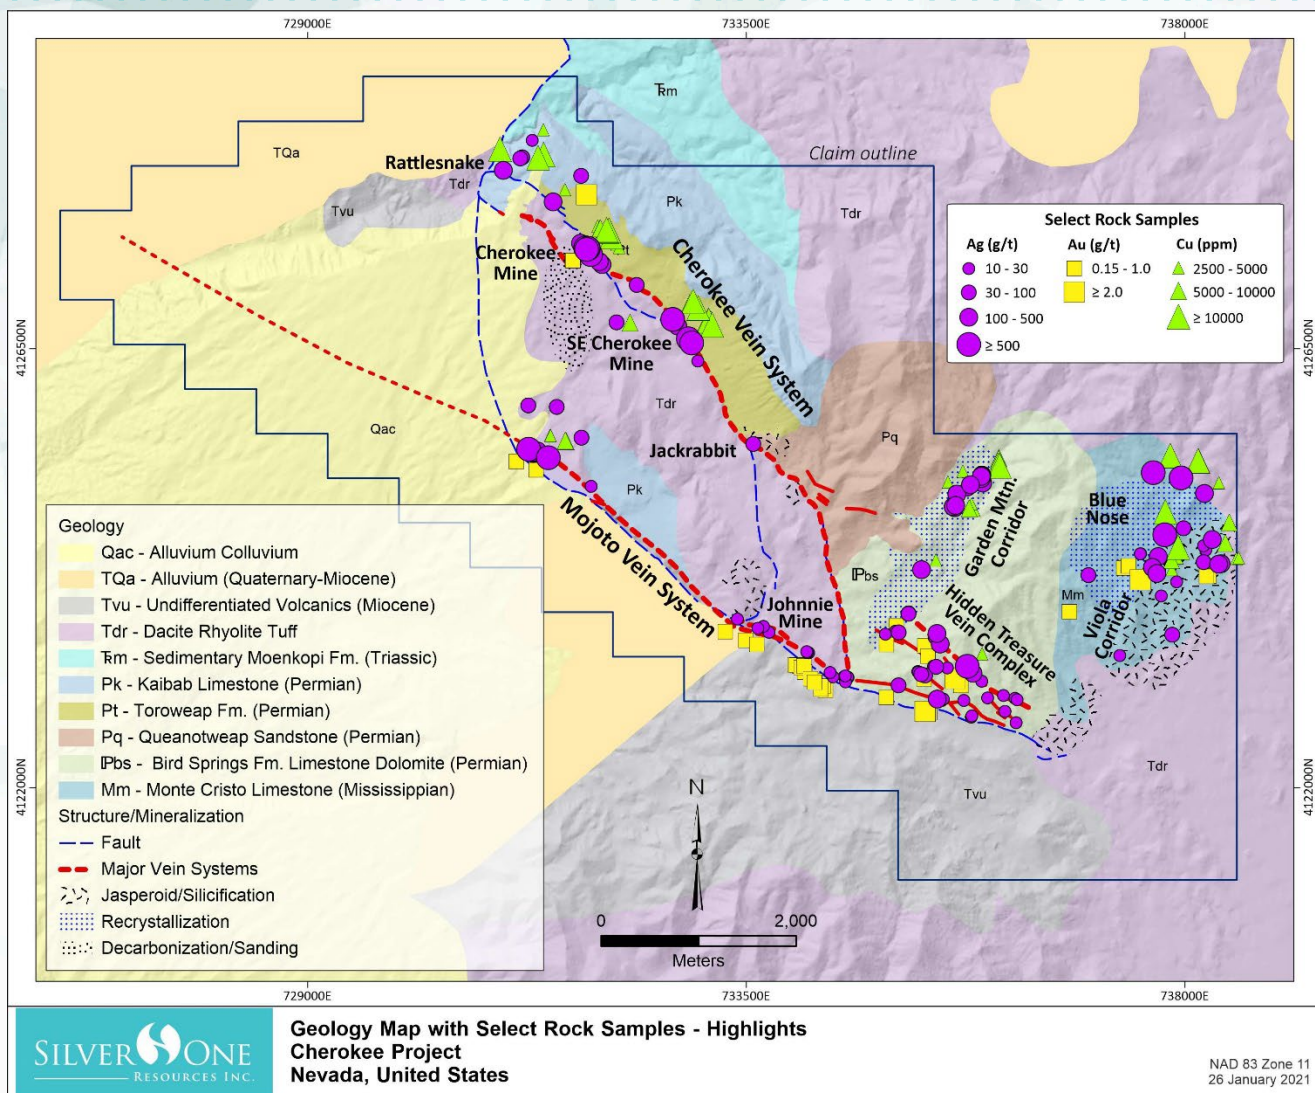 729000E
733500E
738000E
TRm
Claim outline
TQa
Rattlesnake
Tdr
Tvu
Pk
Tdr
Select Rock Samples
Ag (g/t)
Au (g/t)
Cu (ppm)
10 - 30
0.15 - 1.0
2500 - 5000
30 - 100
≥ 2.0
5000 - 10000
100 - 500
≥ 10000
≥ 500
Cherokee
Mine
Cherokee Vein System
4126500N
4126500N
SE Cherokee
Mine
Tdr
Qac
Jackrabbit
Pq
Pk
Mojoto Vein System
Garden Mtn.
Corridor
Blue
Nose
IPbs
Mm
Viola
Corridor
Hidden Treasure
Vein Complex
Johnnie
Mine
Tvu
Tdr
4122000N
4122000N
Geology
Qac - Alluvium Colluvium
TQa - Alluvium (Quaternary-Miocene)
Tvu - Undifferentiated Volcanics (Miocene)
Tdr - Dacite Rhyolite Tuff
TRm - Sedimentary Moenkopi Fm. (Triassic)
Pk - Kaibab Limestone (Permian)
Pt - Toroweap Fm. (Permian)
Pq - Queanotweap Sandstone (Permian)
IPbs - Bird Springs Fm. Limestone Dolomite (Permian)
Mm - Monte Cristo Limestone (Mississippian)
Structure/Mineralization
Fault
Major Vein Systems
Jasperoid/Silicification
Recrystallization
Decarbonization/Sanding
N
0 2,000
Meters
729000E
733500E
738000E
SILVER ONE
RESOURCES INC.
Geology Map with Select Rock Samples - Highlights
Cherokee Project
Nevada, United States
NAD 83 Zone 11
26 January 2021